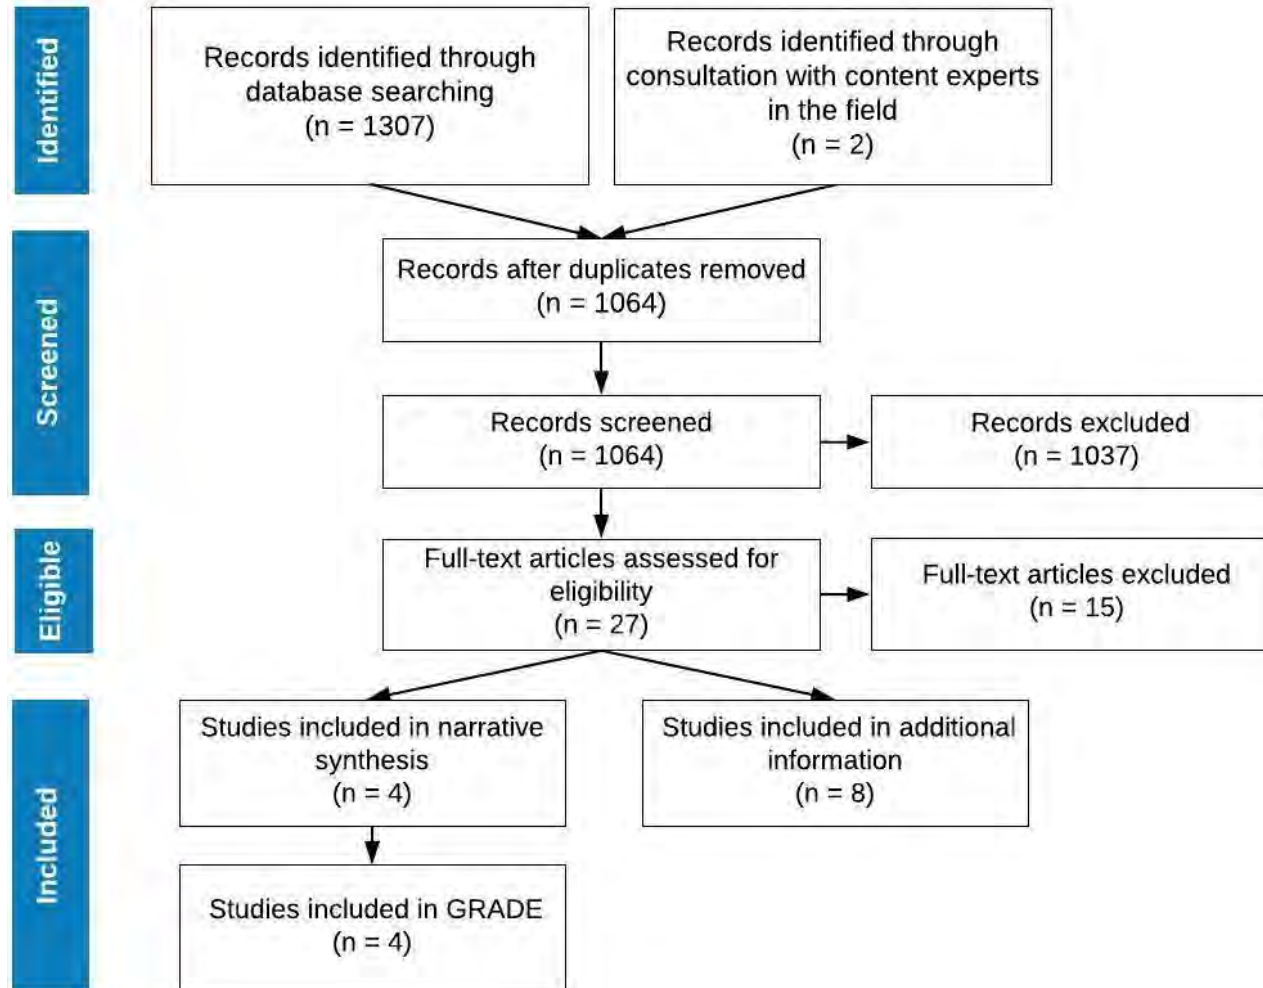 Identified
Records identified through
database searching
(n = 1307)
Records identified through
consultation with content experts
in the field
(n = 2)
Screened
Records after duplicates removed
(n = 1064)
Records screened
(n = 1064)
Records excluded
(n = 1037)
Eligible
Full-text articles assessed for
eligibility
(n = 27)
Full-text articles excluded
(n = 15)
Included
Studies included in narrative
synthesis
(n = 4)
Studies included in additional
information
(n = 8)
Studies included in GRADE
(n = 4)